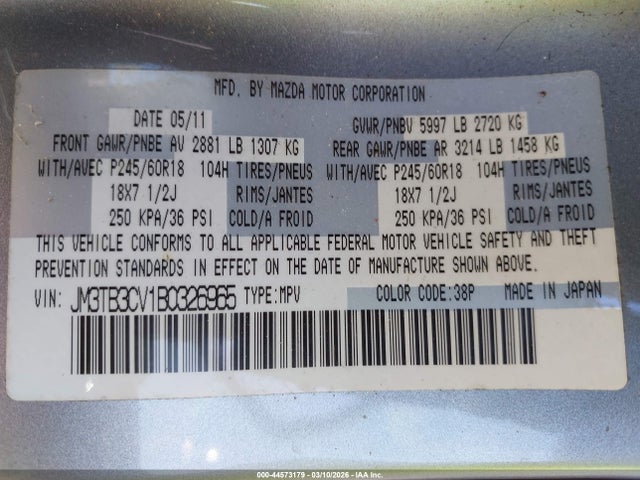 MFD. BY MAZDA MOTOR CORPORATION
DATE 05/11 GVWR/PNBV 5997 LB 2720 KG
FRONT GAWR/PNBE AV 2881 LB 1307 KG REAR GAWR/PNBE AR 3214 LB 1458 KG
WITH/AVEC P245/60R18 104H TIRES/PNEUS WITH/AVEC P245/60R18 104H TIRES/PNEUS
18X7 1/2J RIMS/JANTES 18X7 1/2J RIMS/JANTES
250 KPA/36 PSI COLD/A FROID 250 KPA/36 PSI COLD/A FROID
THIS VEHICLE CONFORMS TO ALL APPLICABLE FEDERAL MOTOR VEHICLE SAFETY AND THEFT
PREVENTION STANDARDS IN EFFECT ON THE DATE OF MANUFACTURE SHOWN ABOVE.
VIN: JM3TB3CV1B0326965 TYPE:MPV COLOR CODE:38P MADE IN JAPAN
000-44573179 - 03/10/2026 - IAA Inc.